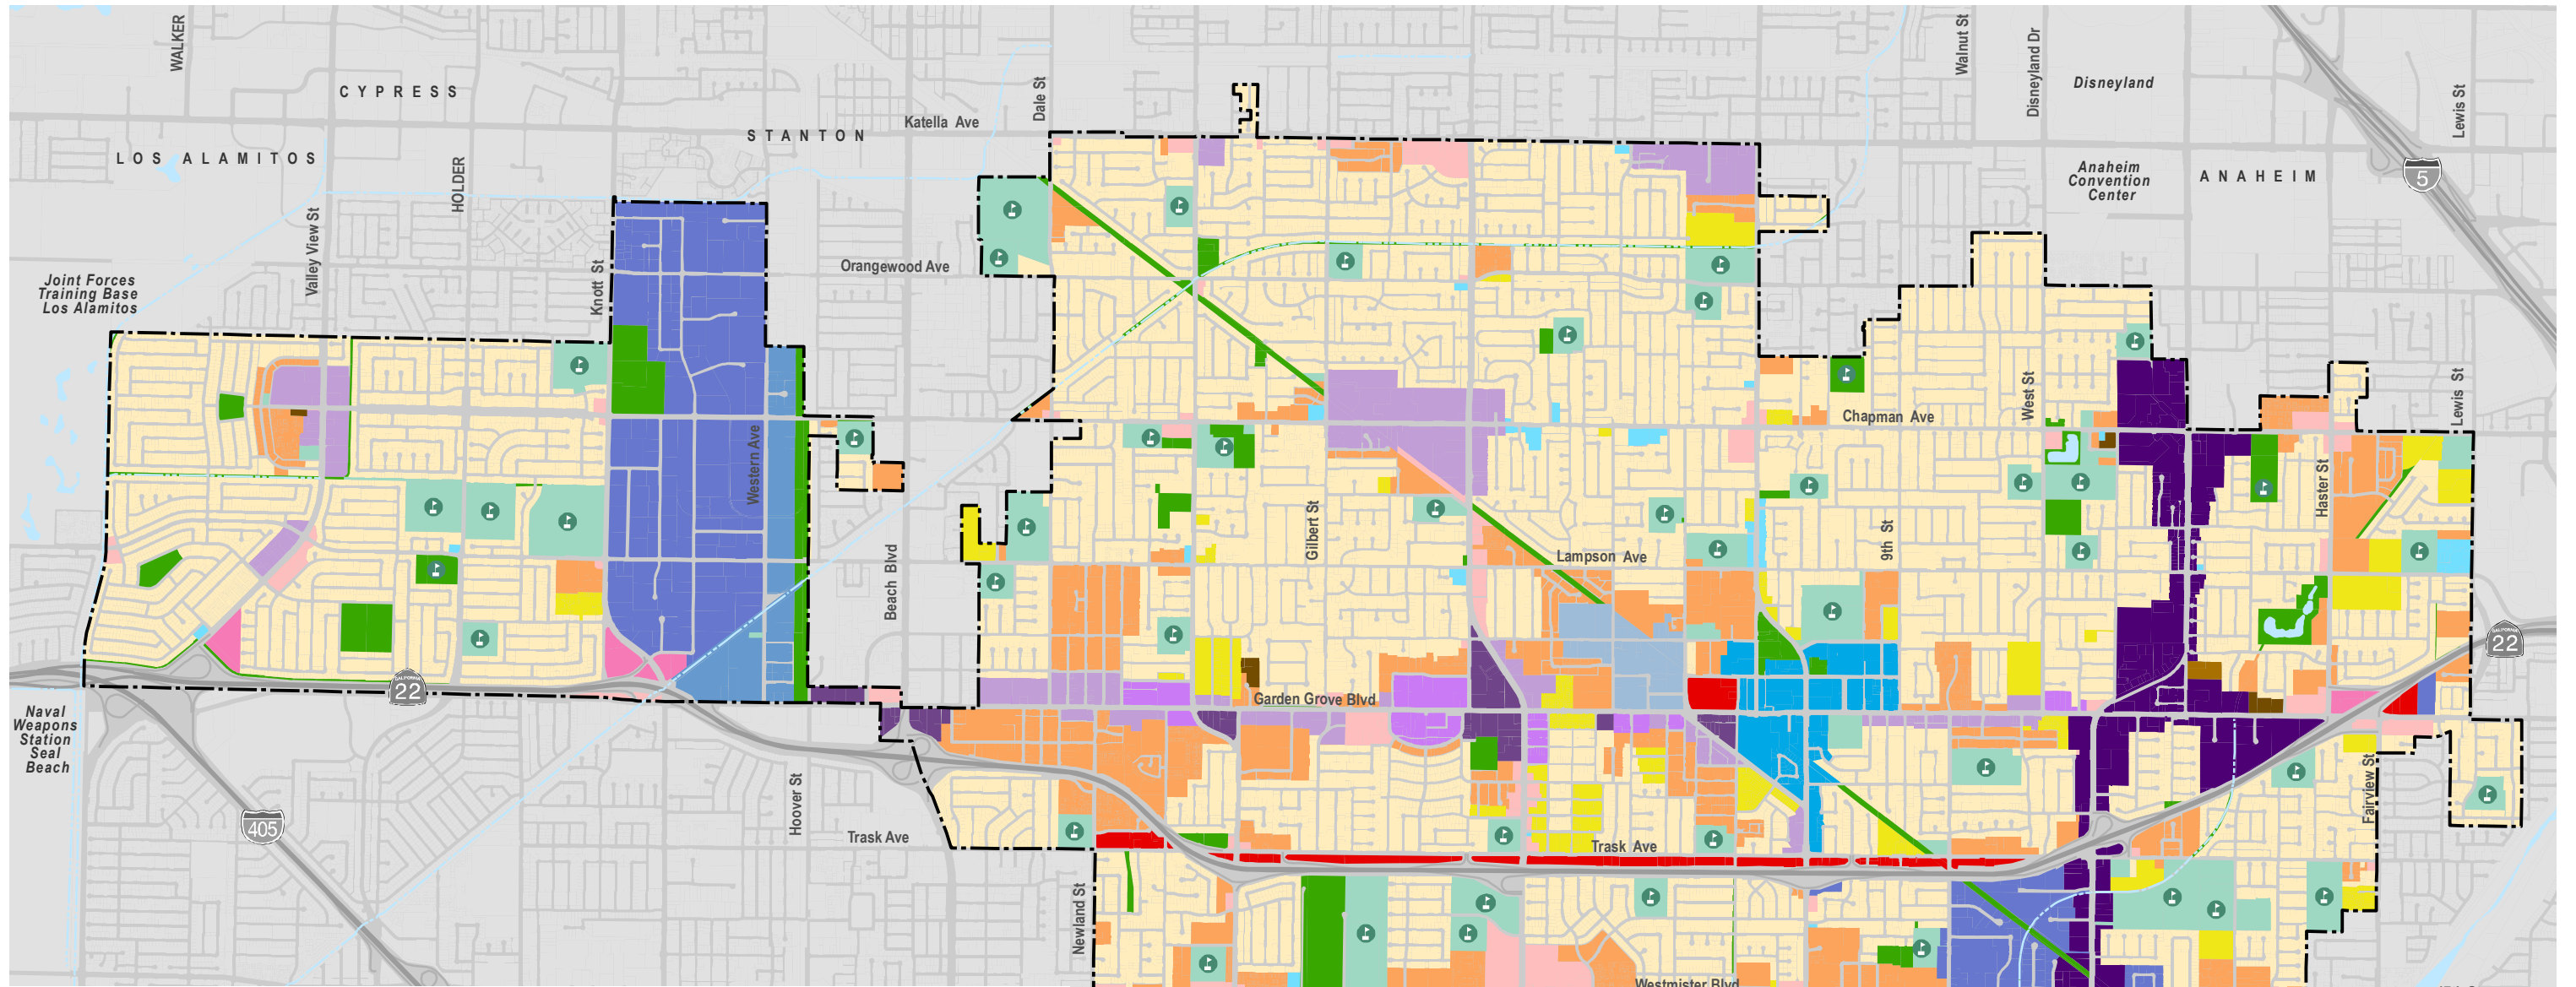 WALKER
CYPRESS
LOS ALAMITOS
HOLDER
STANTON
Katella Ave
Dale St
Walnut St
Disneyland Dr
Disneyland
Lewis St
Anaheim
Convention
Center
ANAHEIM
5
Valley View St
Knott St
Orangewood Ave
Joint Forces
Training Base
Los Alamitos
Western Ave
Beach Blvd
Gilbert St
Chapman Ave
West St
Lewis St
Haster St
9th St
Lampson Ave
CALIFORNIA
22
CALIFORNIA
22
Garden Grove Blvd
Naval
Weapons
Station
Seal
Beach
405
Hoover St
Trask Ave
Trask Ave
Fairview St
Newland St
Westmister Blvd